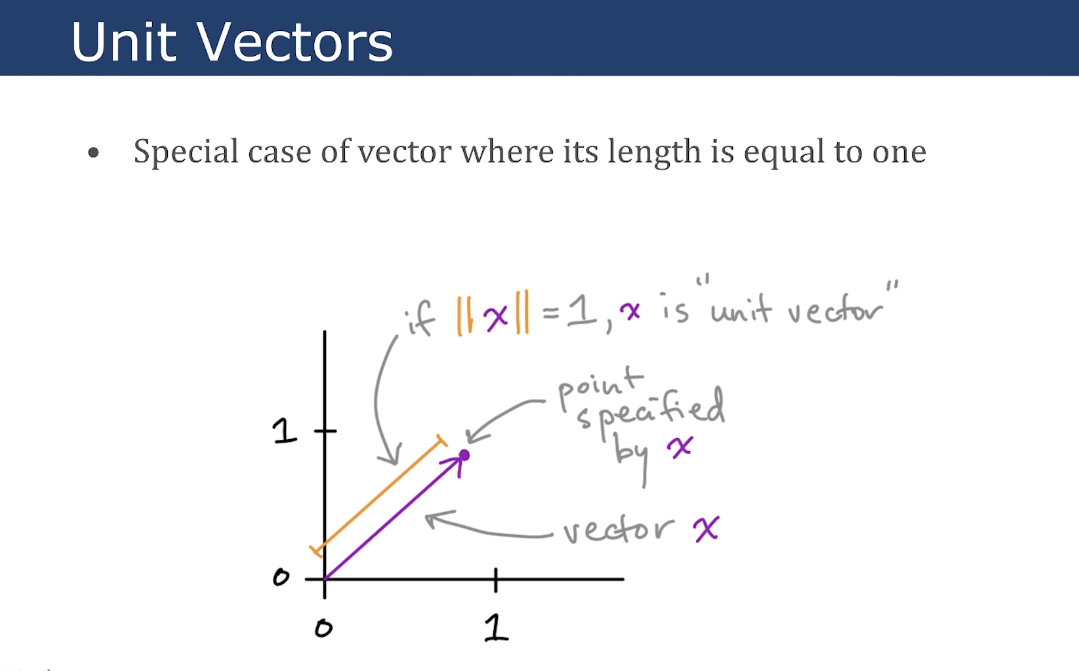 Unit Vectors
• Special case of vector where its length is equal to one
if ||x|| = 1, x is "unit vector"
point
specified
by x
1
vector x
0
0 1